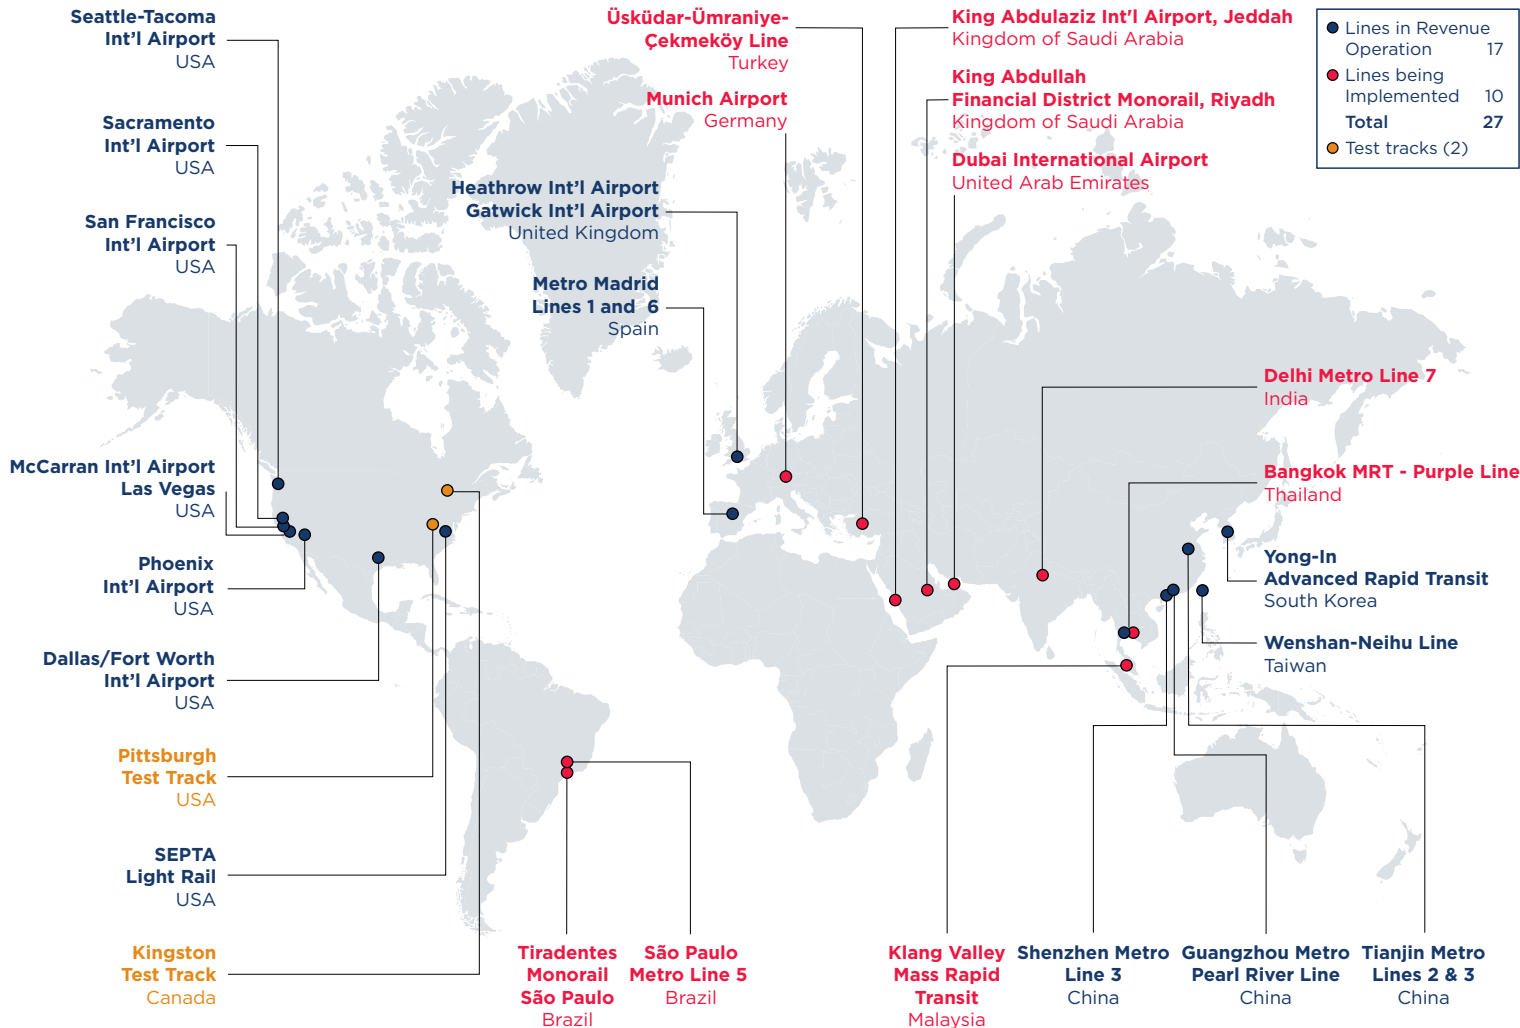 Seattle-Tacoma
Int'l Airport
USA
Sacramento
Int'l Airport
USA
San Francisco
Int'l Airport
USA
McCarran Int'l Airport
Las Vegas
USA
Phoenix
Int'l Airport
USA
Dallas/Fort Worth
Int'l Airport
USA
Pittsburgh
Test Track
USA
SEPTA
Light Rail
USA
Kingston
Test Track
Canada
Üsküdar-Ümraniye-
Çekmeköy Line
Turkey
Munich Airport
Germany
Heathrow Int'l Airport
Gatwick Int'l Airport
United Kingdom
Metro Madrid
Lines 1 and 6
Spain
King Abdulaziz Int'l Airport, Jeddah
Kingdom of Saudi Arabia
King Abdullah
Financial District Monorail, Riyadh
Kingdom of Saudi Arabia
Dubai International Airport
United Arab Emirates
Lines in Revenue
Operation 17
Lines being
Implemented 10
Total 27
Test tracks (2)
Delhi Metro Line 7
India
Bangkok MRT - Purple Line
Thailand
Yong-In
Advanced Rapid Transit
South Korea
Wenshan-Neihu Line
Taiwan
Tiradentes
Monorail
São Paulo
Brazil
São Paulo
Metro Line 5
Brazil
Klang Valley
Mass Rapid
Transit
Malaysia
Shenzhen Metro
Line 3
China
Guangzhou Metro
Pearl River Line
China
Tianjin Metro
Lines 2 & 3
China